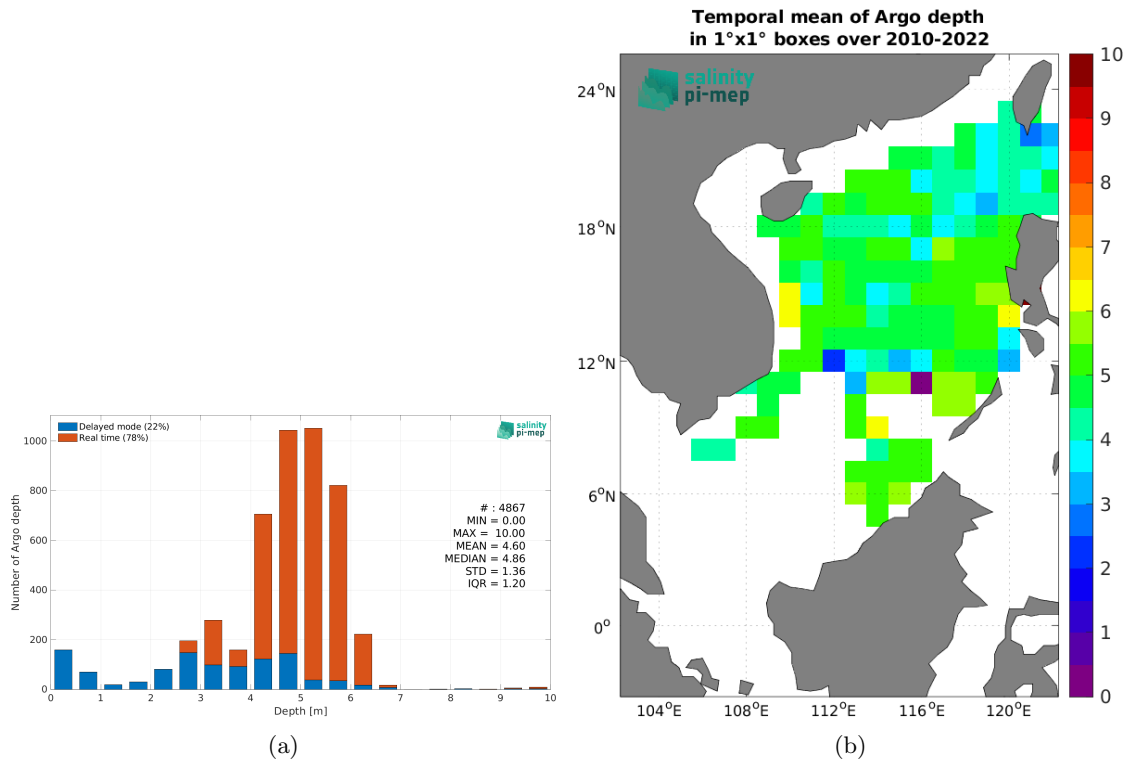 Temporal mean of Argo depth
in 1°x1° boxes over 2010-2022
salinity
pi-mep
24°N
18°N
12°N
6°N
0°
104°E
108°E
112°E
116°E
120°E
10
9
8
7
6
5
4
3
2
1
0
Delayed mode (22%)
Real time (78%)
salinity
pi-mep
# : 4867
MIN = 0.00
MAX = 10.00
MEAN = 4.60
MEDIAN = 4.86
STD = 1.36
IQR = 1.20
Number of Argo depth
1000
800
600
400
200
0
0 1 2 3 4 5 6 7 8 9 10
Depth [m]
(a)
(b)